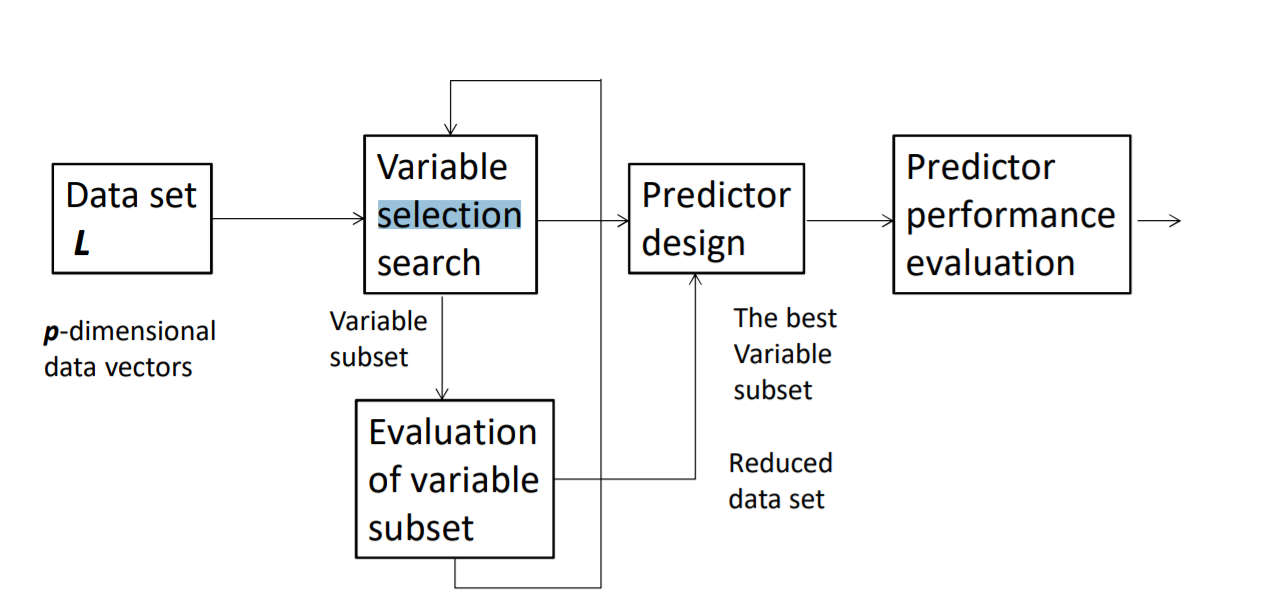 Data set
L
p-dimensional
data vectors
Variable
selection
search
Variable
subset
Evaluation
of variable
subset
Predictor
design
The best
Variable
subset
Reduced
data set
Predictor
performance
evaluation